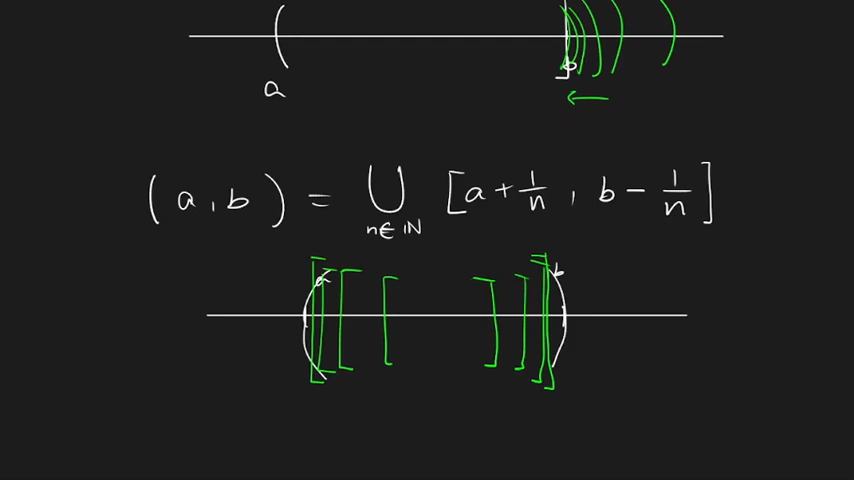 ( ] b
a
(a, b) = ⋃ [a + 1/n, b − 1/n]
n∈ℕ
a b